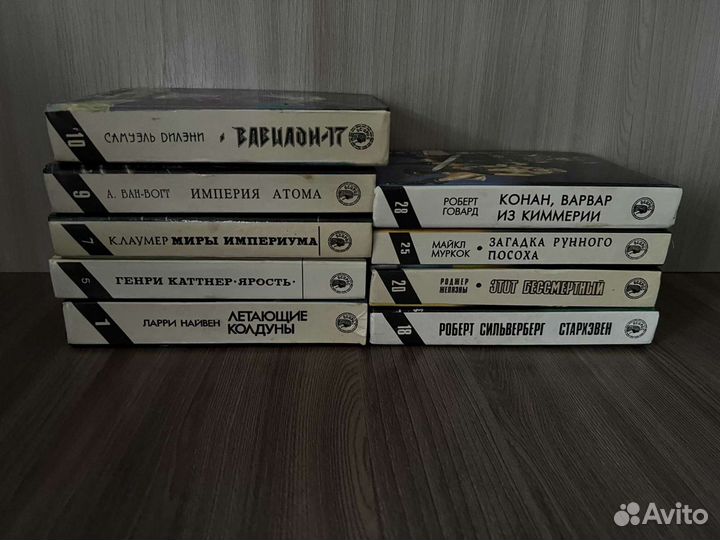 10 САМУЭЛЬ ДИЛЭНИ • ВАВИЛОН-17
9 А. ВАН-ВОГТ ИМПЕРИЯ АТОМА
7 К. ЛАУМЕР МИРЫ ИМПЕРИУМА
5 ГЕНРИ КАТТНЕР • ЯРОСТЬ •
1 ЛАРРИ НАЙВЕН ЛЕТАЮЩИЕ
КОЛДУНЫ
28 РОБЕРТ
ГОВАРД
КОНАН, ВАРВАР
ИЗ КИММЕРИИ
25 МАЙКЛ
МУРКОК
• ЗАГАДКА РУННОГО
ПОСОХА
20 РОДЖЕР
ЖЕЛЯЗНЫ
• ЭТОТ БЕССМЕРТНЫЙ
18 РОБЕРТ СИЛЬВЕРБЕРГ СТАРХЭВЕН
Avito